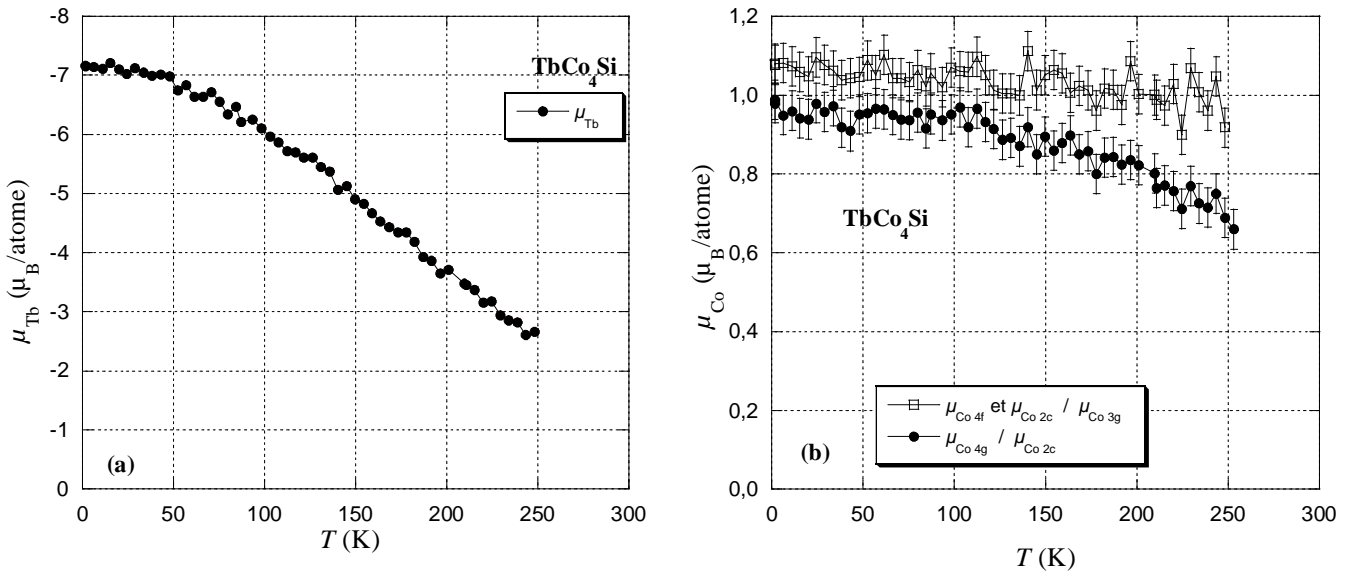 -8
-7
-6
-5
-4
-3
-2
-1
0
μTb (μB/atome)
TbCo4Si
μTb
(a)
0 50 100 150 200 250 300
T (K)
1,2
1,0
0,8
0,6
0,4
0,2
0,0
μCo (μB/atome)
TbCo4Si
μCo 4f et μCo 2c / μCo 3g
μCo 4g / μCo 2c
(b)
0 50 100 150 200 250 300
T (K)